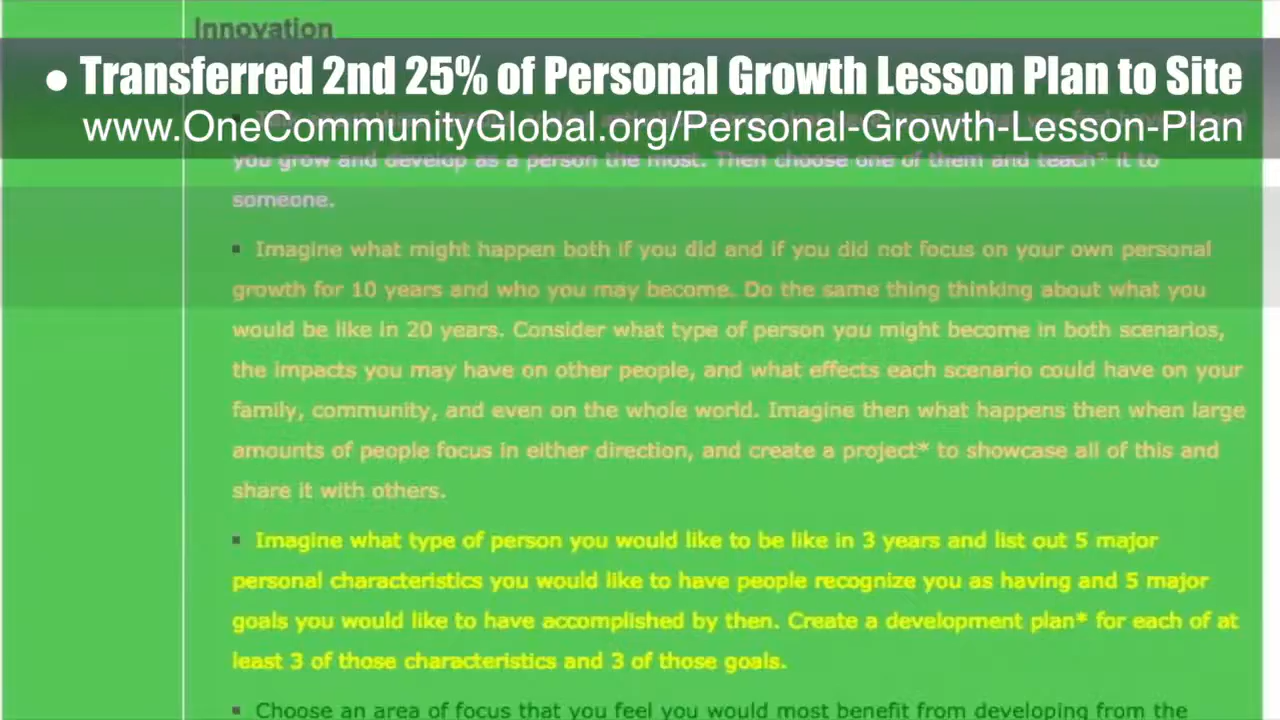 Innovation
● Transferred 2nd 25% of Personal Growth Lesson Plan to Site
www.OneCommunityGlobal.org/Personal-Growth-Lesson-Plan
you grow and develop as a person the most. Then choose one of them and teach* it to
someone.
▪ Imagine what might happen both if you did and if you did not focus on your own personal
growth for 10 years and who you may become. Do the same thing thinking about what you
would be like in 20 years. Consider what type of person you might become in both scenarios,
the impacts you may have on other people, and what effects each scenario could have on your
family, community, and even on the whole world. Imagine then what happens then when large
amounts of people focus in either direction, and create a project* to showcase all of this and
share it with others.
▪ Imagine what type of person you would like to be like in 3 years and list out 5 major
personal characteristics you would like to have people recognize you as having and 5 major
goals you would like to have accomplished by then. Create a development plan* for each of at
least 3 of those characteristics and 3 of those goals.
▪ Choose an area of focus that you feel you would most benefit from developing from the